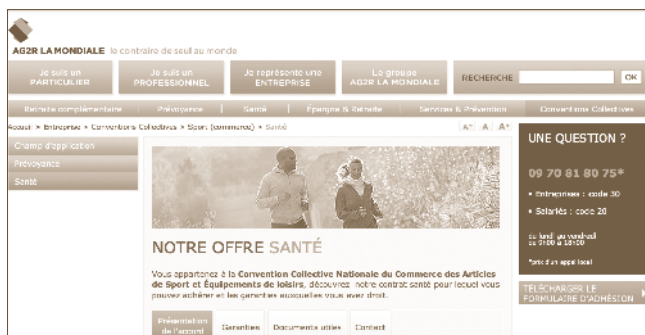 AG2R LA MONDIALE le contraire de seul au monde
Je suis un
PARTICULIER
Je suis un
PROFESSIONNEL
Je représente une
ENTREPRISE
Le groupe
AG2R LA MONDIALE
RECHERCHE
OK
Retraite complémentaire | Prévoyance | Santé | Épargne & Retraite | Services & Prévention
Conventions Collectives
Accueil > Entreprise > Conventions Collectives > Sport (commerce) > Santé
A- A A+
Champ d'application
Prévoyance
Santé
NOTRE OFFRE SANTÉ
Vous appartenez à la Convention Collective Nationale du Commerce des Articles
de Sport et Équipements de loisirs, découvrez notre contrat santé pour lequel vous
pouvez adhérer et les garanties auxquelles vous avez droit.
Présentation
de l'accord
Garanties
Documents utiles
Contact
UNE QUESTION ?
09 70 81 80 75*
• Entreprises : code 30
• Salariés : code 20
du lundi au vendredi
de 9h00 à 18h00
*prix d'un appel local
TÉLÉCHARGER LE
FORMULAIRE D'ADHÉSION